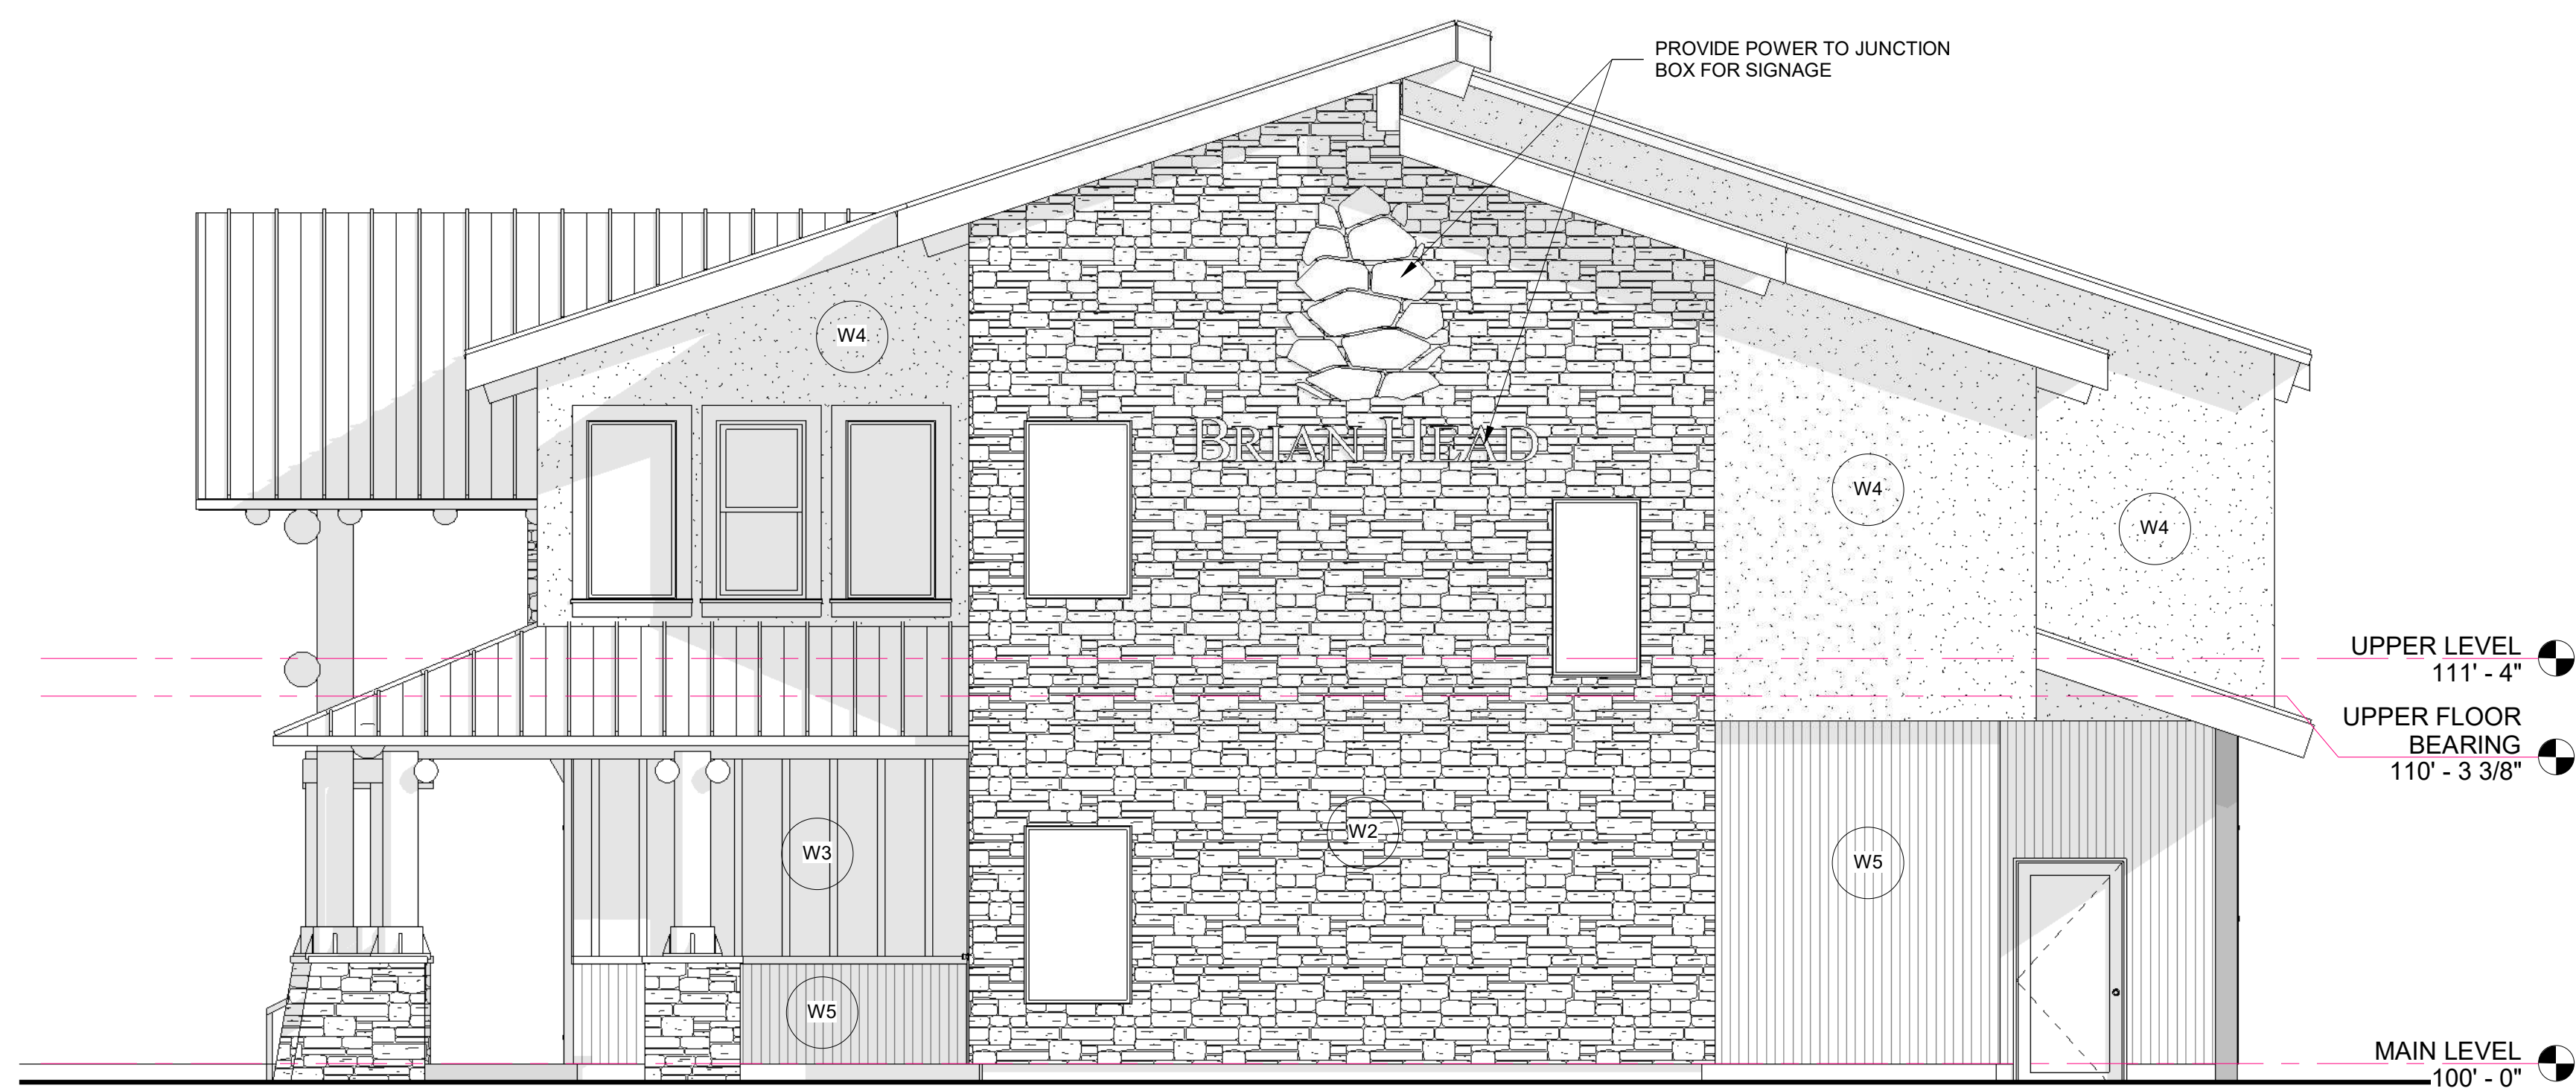 PROVIDE POWER TO JUNCTION
BOX FOR SIGNAGE
W4
BRIAN HEAD
W4
W4
UPPER LEVEL
111' - 4"
UPPER FLOOR
BEARING
110' - 3 3/8"
W3
W2
W5
W5
MAIN LEVEL
100' - 0"